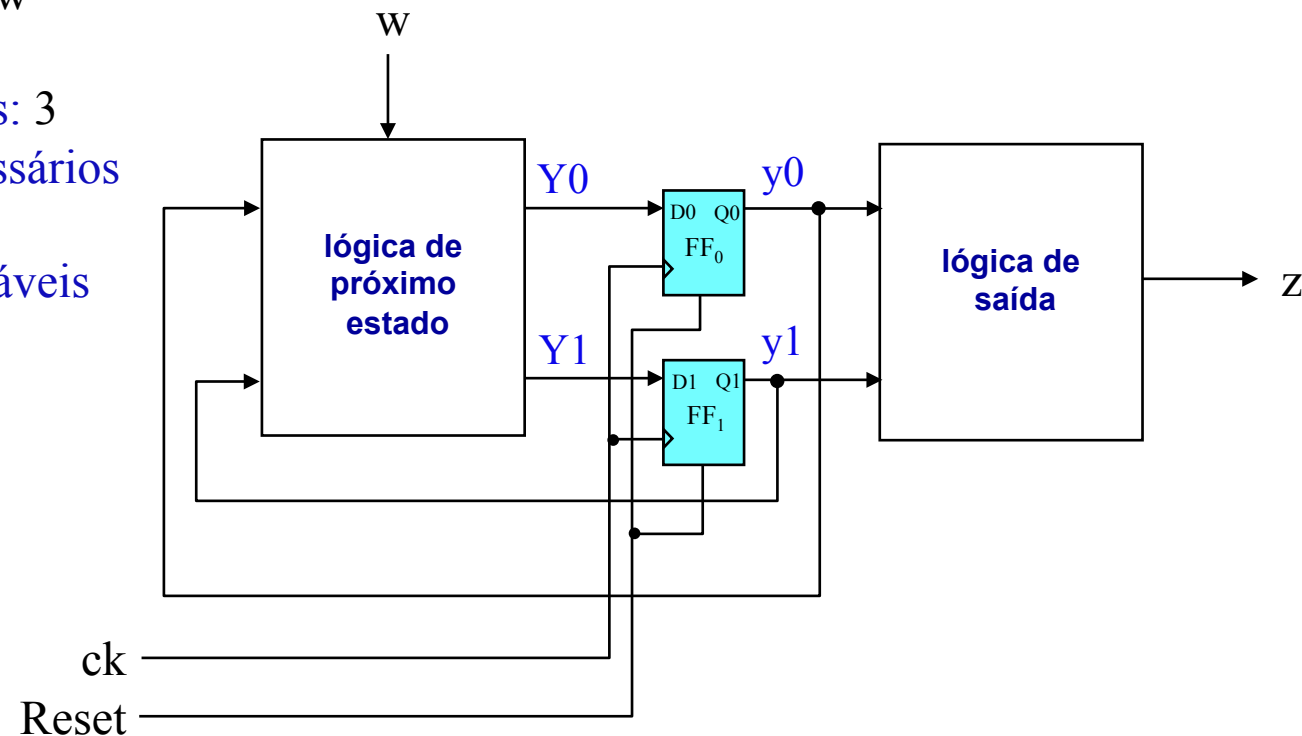 w
w
s: 3
ssários
áveis
lógica de
próximo
estado
Y0
Y1
D0 Q0
FF0
D1 Q1
FF1
y0
y1
lógica de
saída
z
ck
Reset